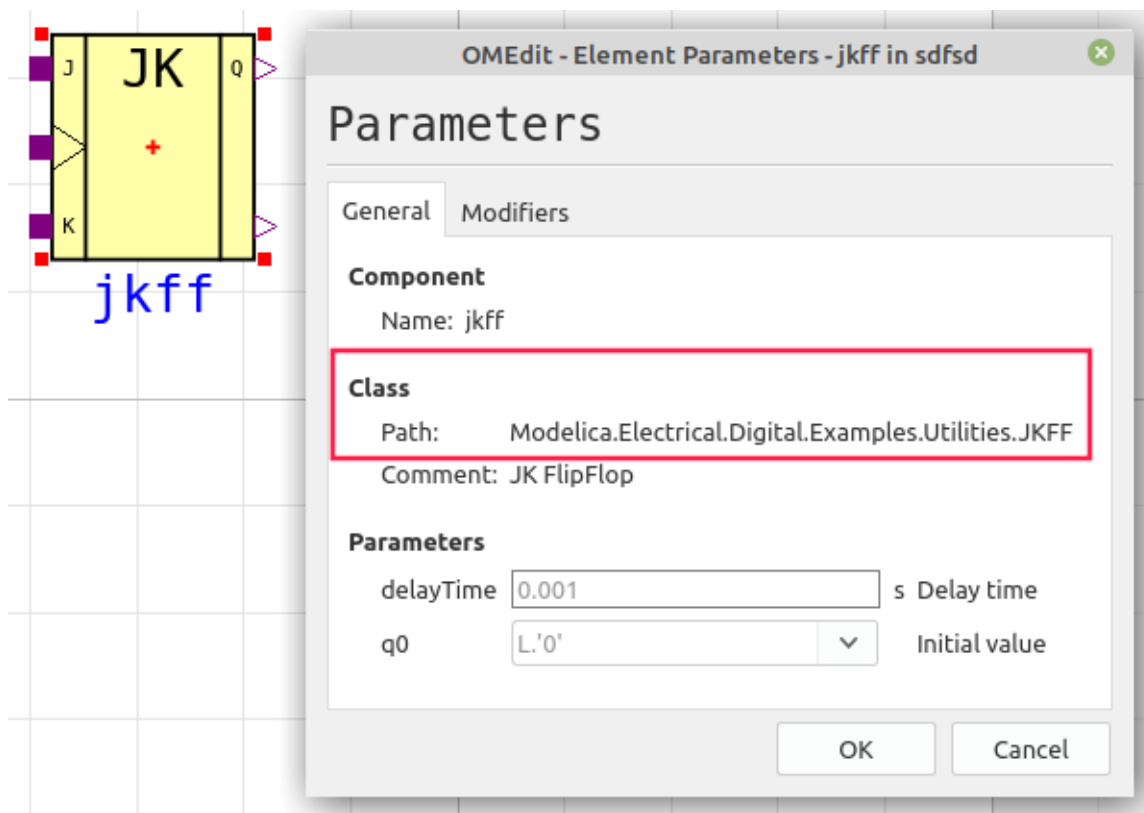 J
JK
Q
K
jkff
OMEdit - Element Parameters - jkff in sdfsd
Parameters
General Modifiers
Component
Name: jkff
Class
Path: Modelica.Electrical.Digital.Examples.Utilities.JKFF
Comment: JK FlipFlop
Parameters
delayTime 0.001 s Delay time
q0 L.'0' Initial value
OK Cancel